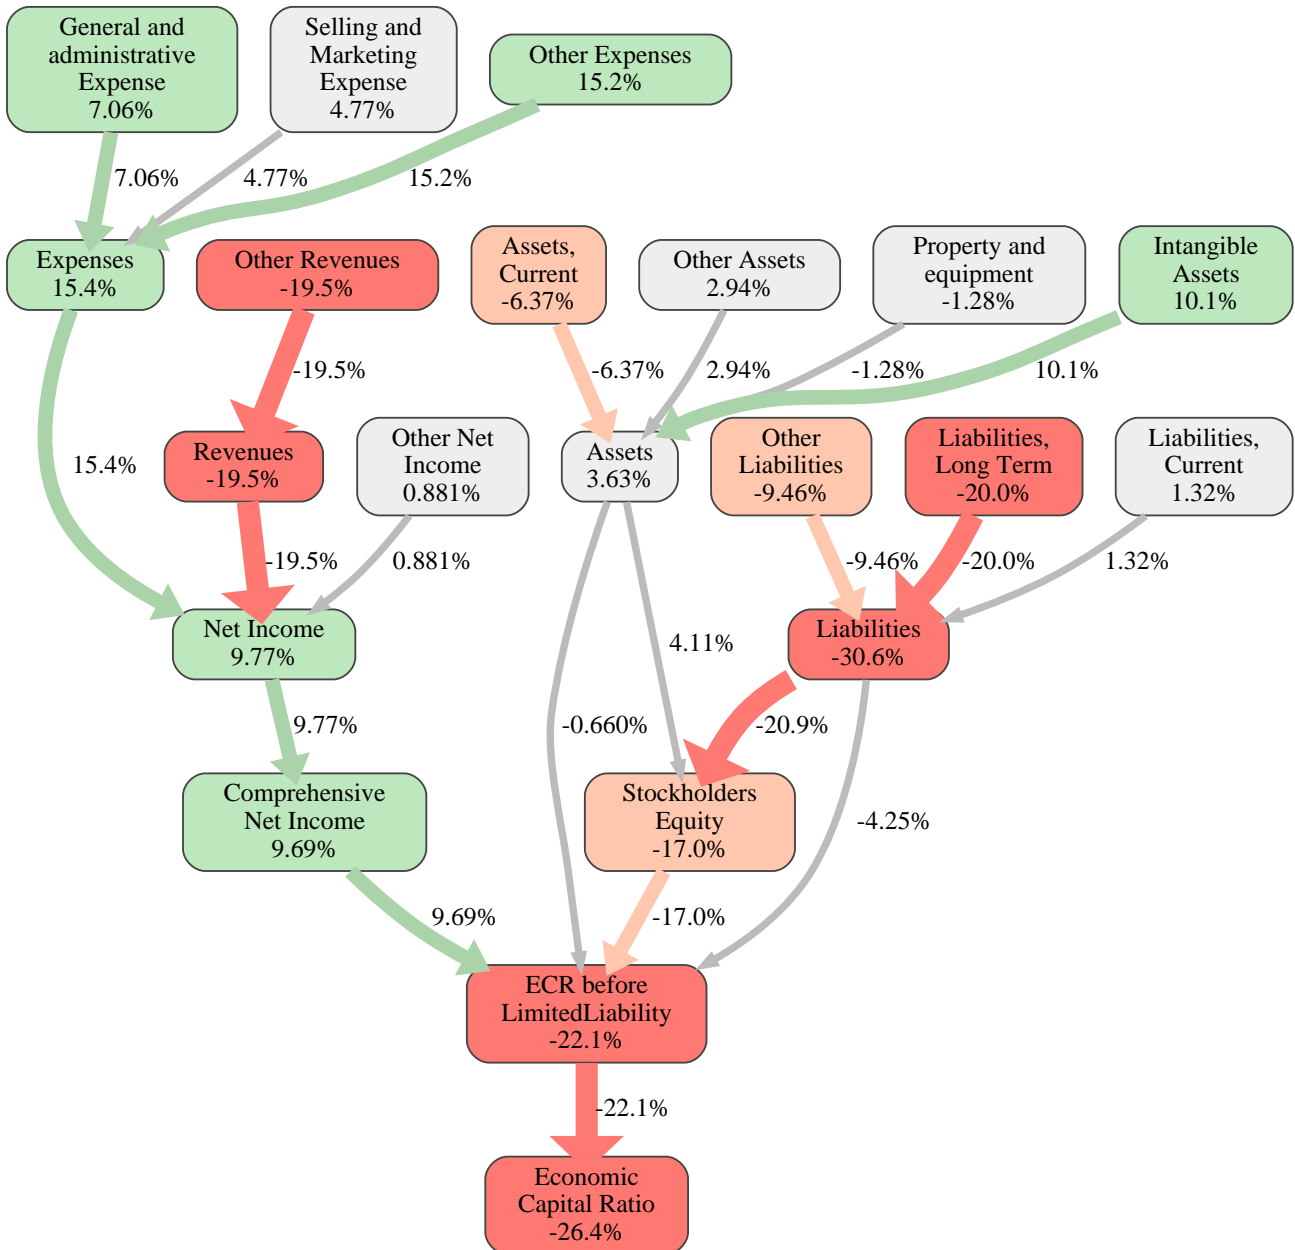 General and
administrative
Expense
7.06%
Selling and
Marketing
Expense
4.77%
Other Expenses
15.2%
7.06%
4.77%
15.2%
Expenses
15.4%
Other Revenues
-19.5%
Assets,
Current
-6.37%
Other Assets
2.94%
Property and
equipment
-1.28%
Intangible
Assets
10.1%
-19.5%
-6.37%
2.94%
-1.28%
10.1%
15.4%
Revenues
-19.5%
Other Net
Income
0.881%
Assets
3.63%
Other
Liabilities
-9.46%
Liabilities,
Long Term
-20.0%
Liabilities,
Current
1.32%
-19.5%
0.881%
-9.46%
-20.0%
1.32%
Net Income
9.77%
4.11%
Liabilities
-30.6%
9.77%
-0.660%
-20.9%
Comprehensive
Net Income
9.69%
Stockholders
Equity
-17.0%
-4.25%
9.69%
-17.0%
ECR before
LimitedLiability
-22.1%
-22.1%
Economic
Capital Ratio
-26.4%